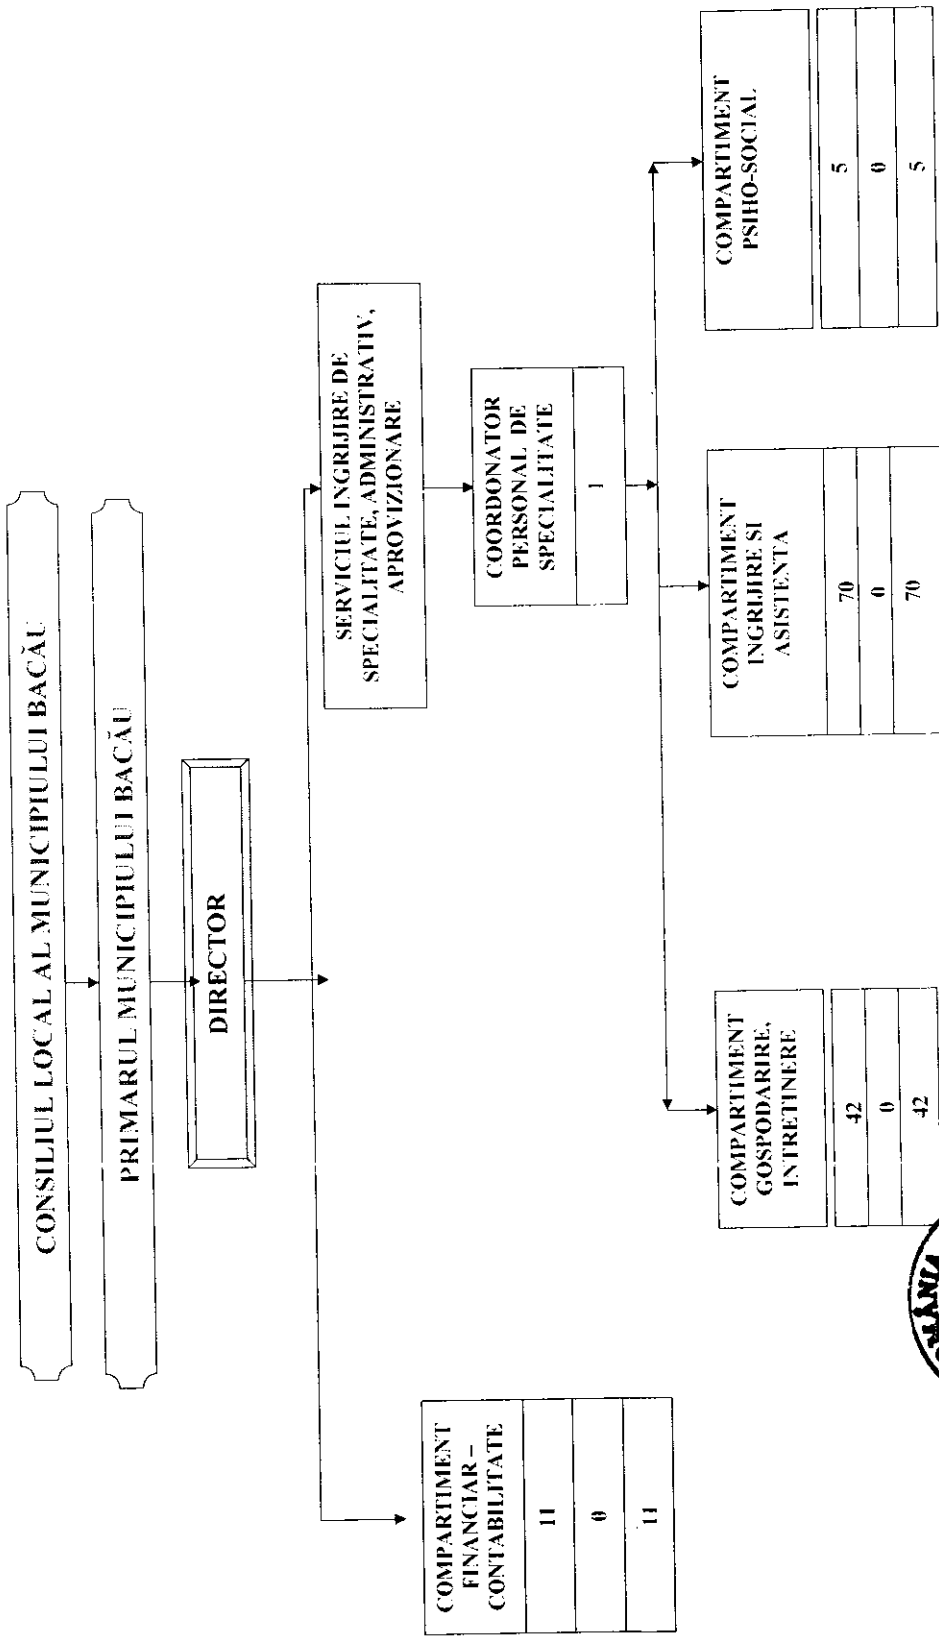 CONSILIUL LOCAL AL MUNICIPIULUI BACĂU
PRIMARUL MUNICIPIULUI BACĂU
DIRECTOR
SERVICIUL INGRIJIRE DE
SPECIALITATE, ADMINISTRATIV,
APROVIZIONARE
COORDONATOR
PERSONAL DE
SPECIALITATE
1
COMPARTIMENT
FINANCIAR –
CONTABILITATE
11
0
11
COMPARTIMENT
GOSPODARIRE,
INTRETINERE
42
0
42
COMPARTIMENT
INGRIJIRE SI
ASISTENTA
70
0
70
COMPARTIMENT
PSIHO-SOCIAL
5
0
5